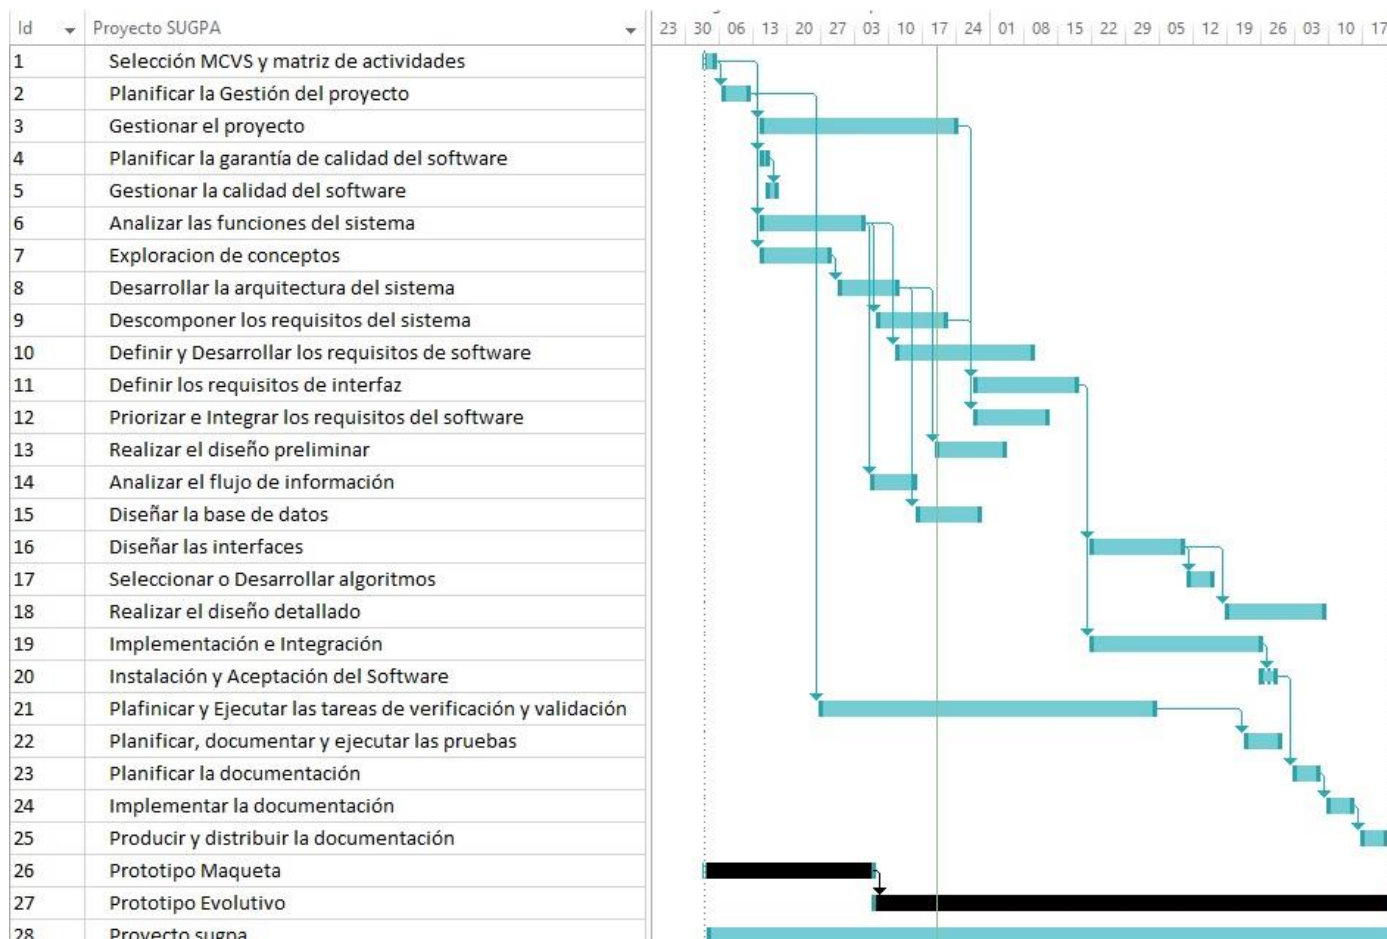 Id Proyecto SUGPA 23 30 06 13 20 27 03 10 17 24 01 08 15 22 29 05 12 19 26 03 10 17
1 Selección MCVS y matriz de actividades
2 Planificar la Gestión del proyecto
3 Gestionar el proyecto
4 Planificar la garantía de calidad del software
5 Gestionar la calidad del software
6 Analizar las funciones del sistema
7 Exploracion de conceptos
8 Desarrollar la arquitectura del sistema
9 Descomponer los requisitos del sistema
10 Definir y Desarrollar los requisitos de software
11 Definir los requisitos de interfaz
12 Priorizar e Integrar los requisitos del software
13 Realizar el diseño preliminar
14 Analizar el flujo de información
15 Diseñar la base de datos
16 Diseñar las interfaces
17 Seleccionar o Desarrollar algoritmos
18 Realizar el diseño detallado
19 Implementación e Integración
20 Instalación y Aceptación del Software
21 Plafinicar y Ejecutar las tareas de verificación y validación
22 Planificar, documentar y ejecutar las pruebas
23 Planificar la documentación
24 Implementar la documentación
25 Producir y distribuir la documentación
26 Prototipo Maqueta
27 Prototipo Evolutivo
28 Proyecto sugpa